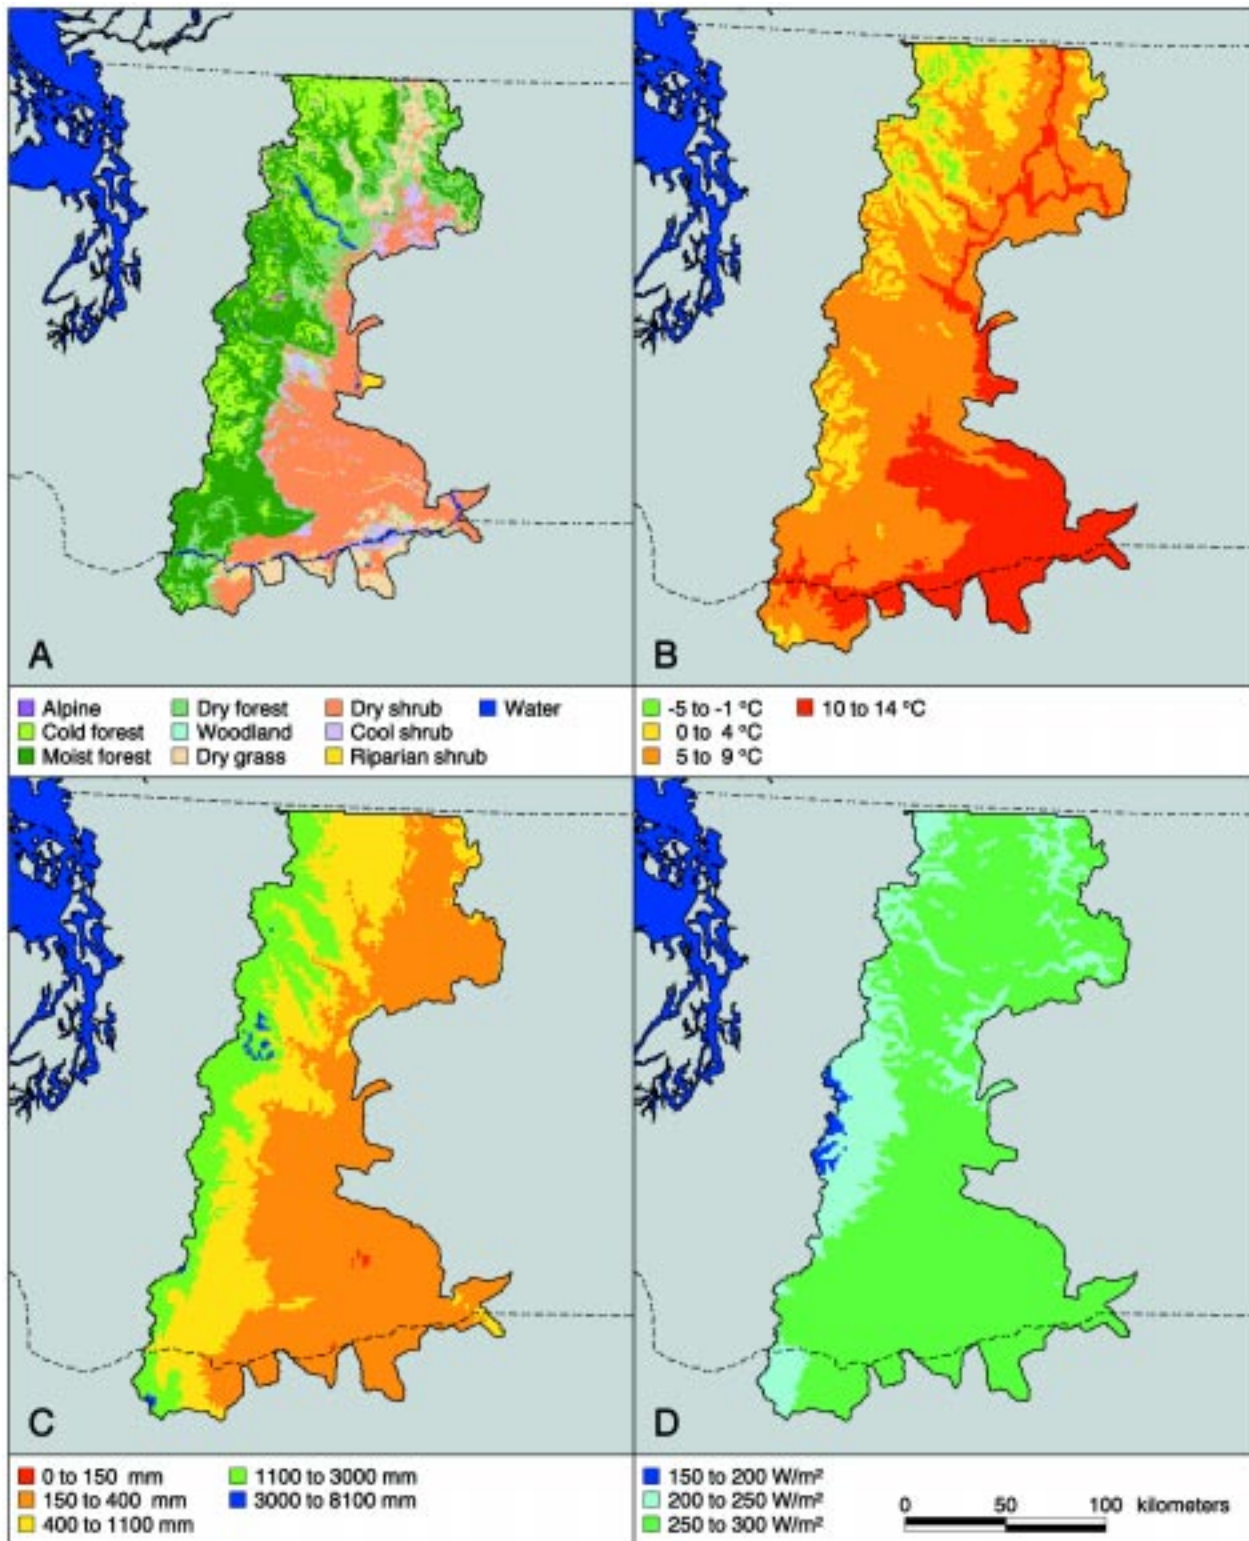 A
B
Alpine Dry forest Dry shrub Water
Cold forest Woodland Cool shrub
Moist forest Dry grass Riparian shrub
-5 to -1 °C 10 to 14 °C
0 to 4 °C
5 to 9 °C
C
D
0 to 150 mm 1100 to 3000 mm
150 to 400 mm 3000 to 8100 mm
400 to 1100 mm
150 to 200 W/m²
200 to 250 W/m²
250 to 300 W/m²
0 50 100 kilometers